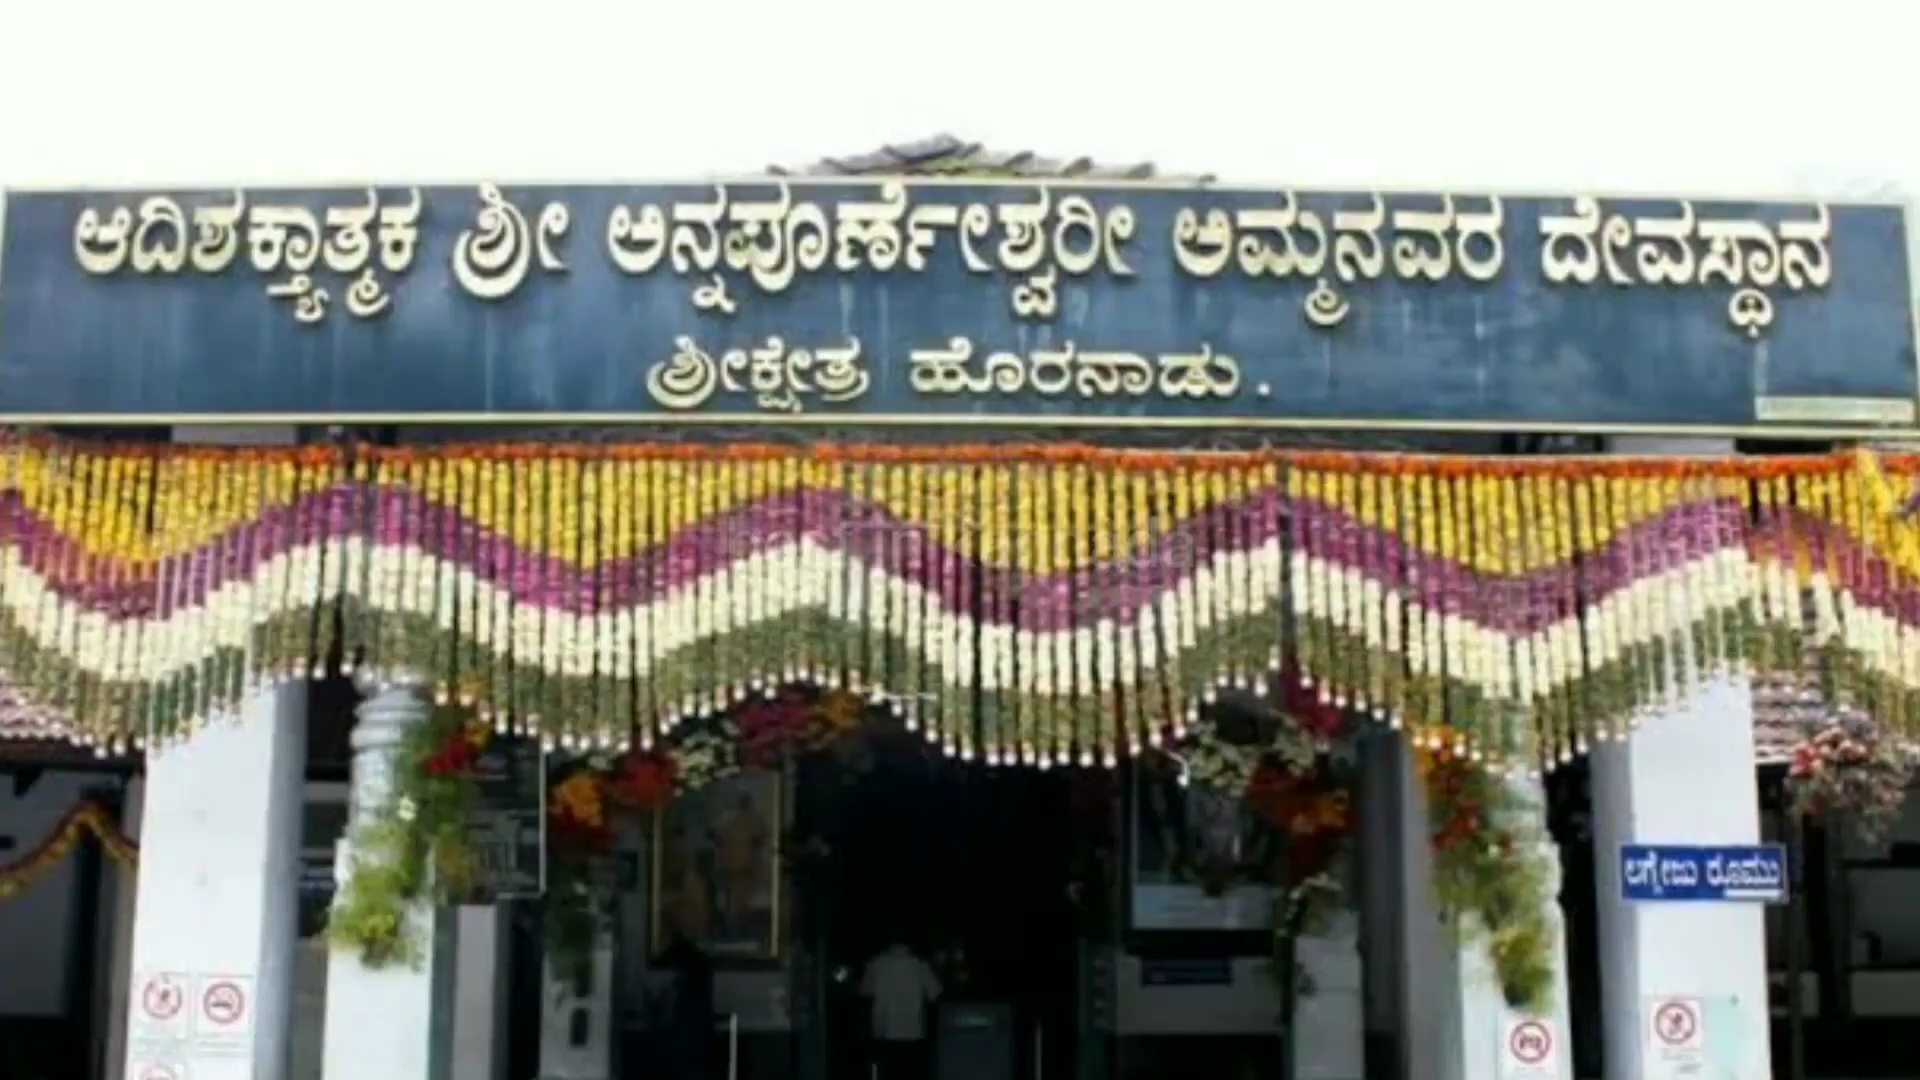 ಆದಿಶಕ್ತ್ಯಾತ್ಮಕ ಶ್ರೀ ಅನ್ನಪೂರ್ಣೇಶ್ವರೀ ಅಮ್ಮನವರ ದೇವಸ್ಥಾನ
ಶ್ರೀಕ್ಷೇತ್ರ ಹೊರನಾಡು.
ಲಗ್ಗೇಜು ರೂಮು